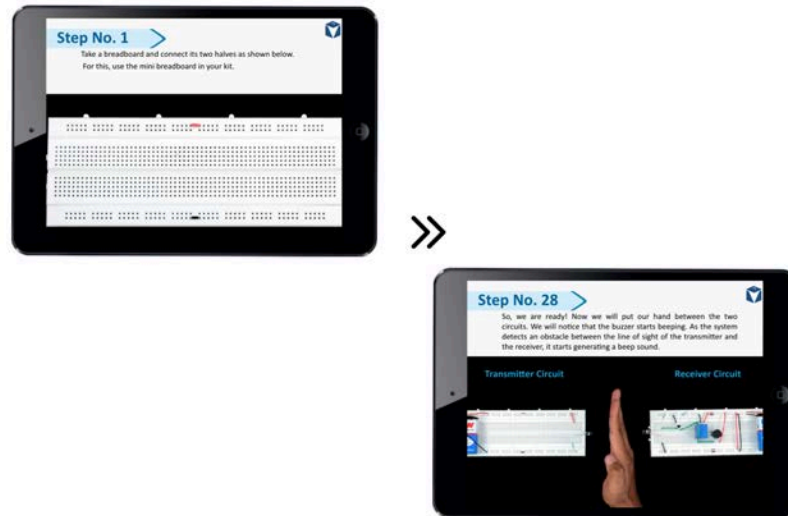 Step No. 1
Take a breadboard and connect its two halves as shown below.
For this, use the mini breadboard in your kit.
Step No. 28
So, we are ready! Now we will put our hand between the two
circuits. We will notice that the buzzer starts beeping. As the system
detects an obstacle between the line of sight of the transmitter and
the receiver, it starts generating a beep sound.
Transmitter Circuit
Receiver Circuit